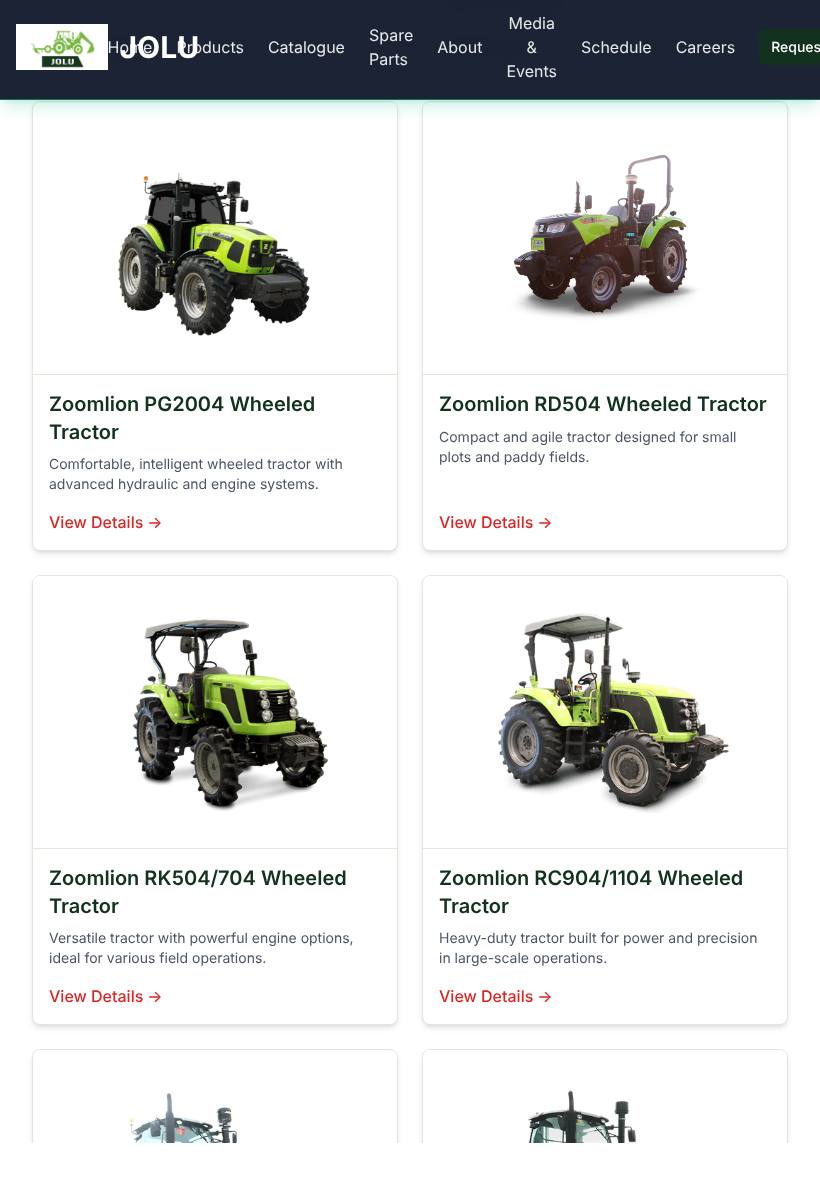 JOLU
Home
JOLU
Products
Catalogue
Spare
Parts
About
Media
&
Events
Schedule
Careers
Reques
Zoomlion PG2004 Wheeled
Tractor
Comfortable, intelligent wheeled tractor with
advanced hydraulic and engine systems.
View Details →
Zoomlion RD504 Wheeled Tractor
Compact and agile tractor designed for small
plots and paddy fields.
View Details →
Zoomlion RK504/704 Wheeled
Tractor
Versatile tractor with powerful engine options,
ideal for various field operations.
View Details →
Zoomlion RC904/1104 Wheeled
Tractor
Heavy-duty tractor built for power and precision
in large-scale operations.
View Details →